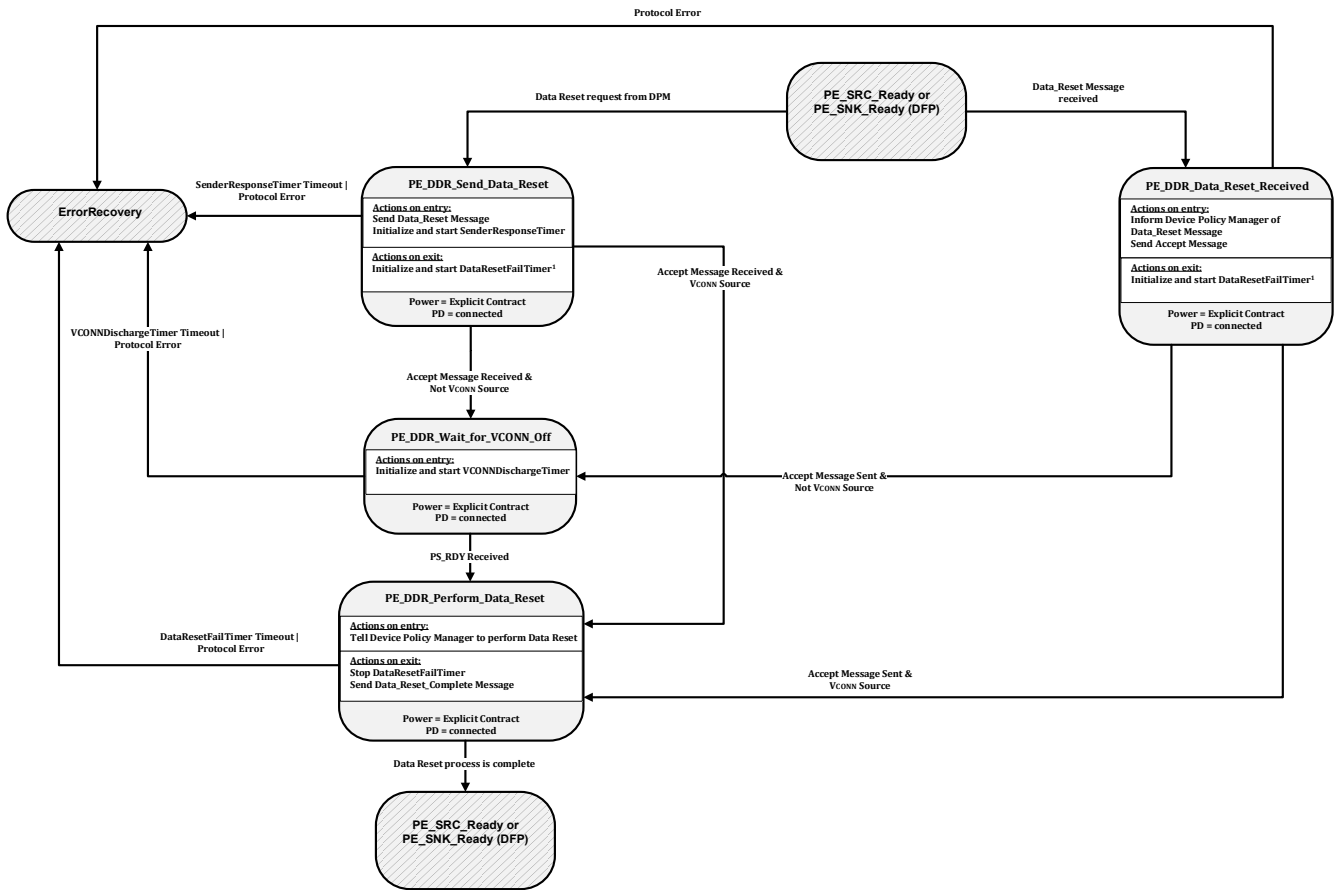 Protocol Error
PE_SRC_Ready or
PE_SNK_Ready (DFP)
Data Reset request from DPM
Data_Reset Message
received
PE_DDR_Send_Data_Reset
Actions on entry:
Send Data_Reset Message
Initialize and start SenderResponseTimer
Actions on exit:
Initialize and start DataResetFailTimer¹
Power = Explicit Contract
PD = connected
SenderResponseTimer Timeout |
Protocol Error
ErrorRecovery
PE_DDR_Data_Reset_Received
Actions on entry:
Inform Device Policy Manager of
Data_Reset Message
Send Accept Message
Actions on exit:
Initialize and start DataResetFailTimer¹
Power = Explicit Contract
PD = connected
Accept Message Received &
VCONN Source
VCONNDischargeTimer Timeout |
Protocol Error
Accept Message Received &
Not VCONN Source
PE_DDR_Wait_for_VCONN_Off
Actions on entry:
Initialize and start VCONNDischargeTimer
Power = Explicit Contract
PD = connected
Accept Message Sent &
Not VCONN Source
PS_RDY Received
PE_DDR_Perform_Data_Reset
Actions on entry:
Tell Device Policy Manager to perform Data Reset
Actions on exit:
Stop DataResetFailTimer
Send Data_Reset_Complete Message
Power = Explicit Contract
PD = connected
DataResetFailTimer Timeout |
Protocol Error
Accept Message Sent &
VCONN Source
Data Reset process is complete
PE_SRC_Ready or
PE_SNK_Ready (DFP)